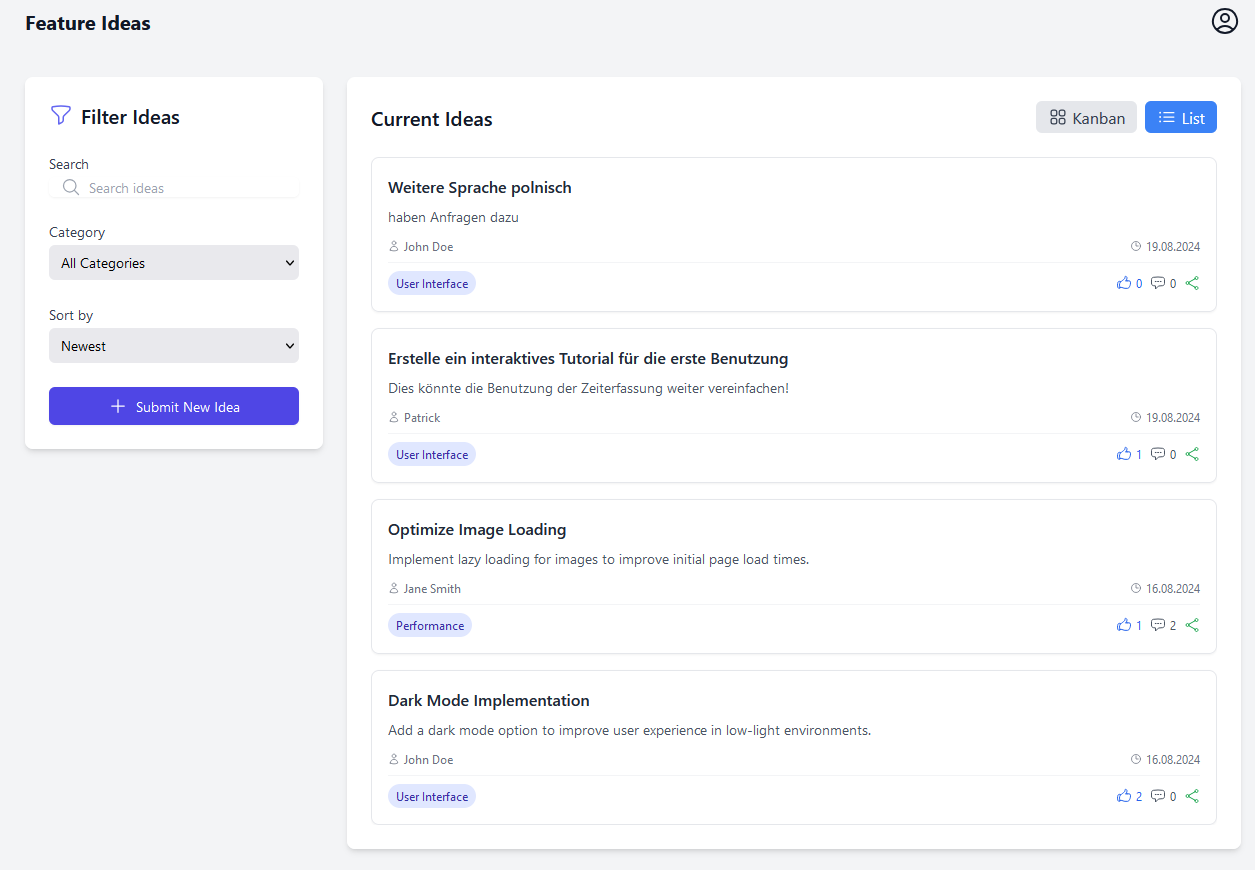 Feature Ideas
Filter Ideas
Search
Search ideas
Category
All Categories
Sort by
Newest
Submit New Idea
Current Ideas
Kanban
List
Weitere Sprache polnisch
haben Anfragen dazu
John Doe
19.08.2024
User Interface
0
0
Erstelle ein interaktives Tutorial für die erste Benutzung
Dies könnte die Benutzung der Zeiterfassung weiter vereinfachen!
Patrick
19.08.2024
User Interface
1
0
Optimize Image Loading
Implement lazy loading for images to improve initial page load times.
Jane Smith
16.08.2024
Performance
1
2
Dark Mode Implementation
Add a dark mode option to improve user experience in low-light environments.
John Doe
16.08.2024
User Interface
2
0